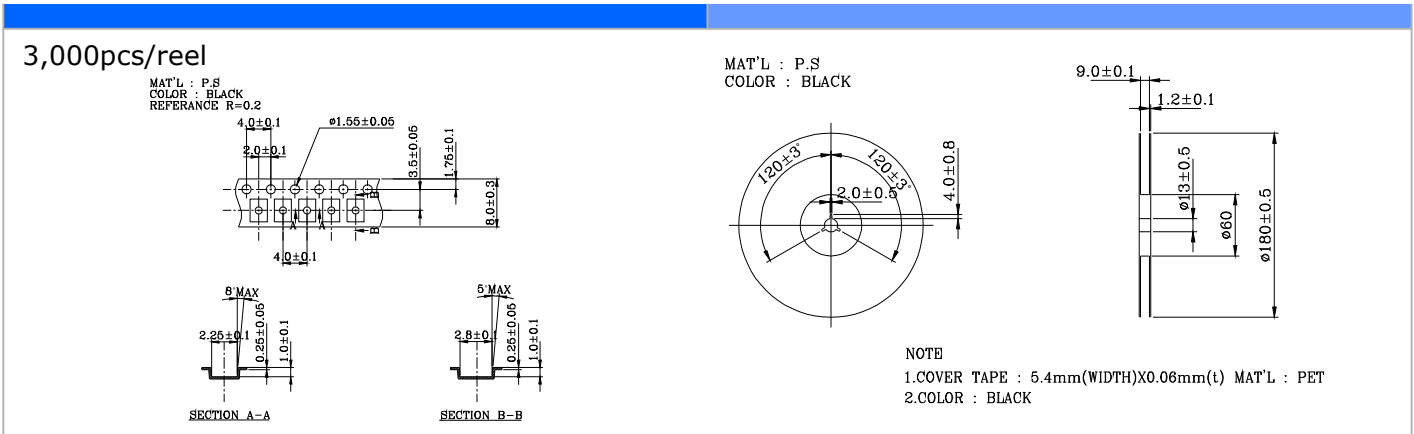 3,000pcs/reel
MAT'L : P.S
COLOR : BLACK
REFERANCE R=0.2
4.0±0.1
ø1.55±0.05
2.0±0.1
3.5±0.05
1.75±0.1
8.0±0.3
B
A A
B
4.0±0.1
8°MAX
2.25±0.1
0.25±0.05
1.0±0.1
SECTION A-A
5°MAX
2.8±0.1
0.25±0.05
1.0±0.1
SECTION B-B
MAT'L : P.S
COLOR : BLACK
120±3°
120±3°
2.0±0.5
4.0±0.8
9.0±0.1
1.2±0.1
ø13±0.5
ø60
ø180±0.5
NOTE
1.COVER TAPE : 5.4mm(WIDTH)X0.06mm(t) MAT'L : PET
2.COLOR : BLACK